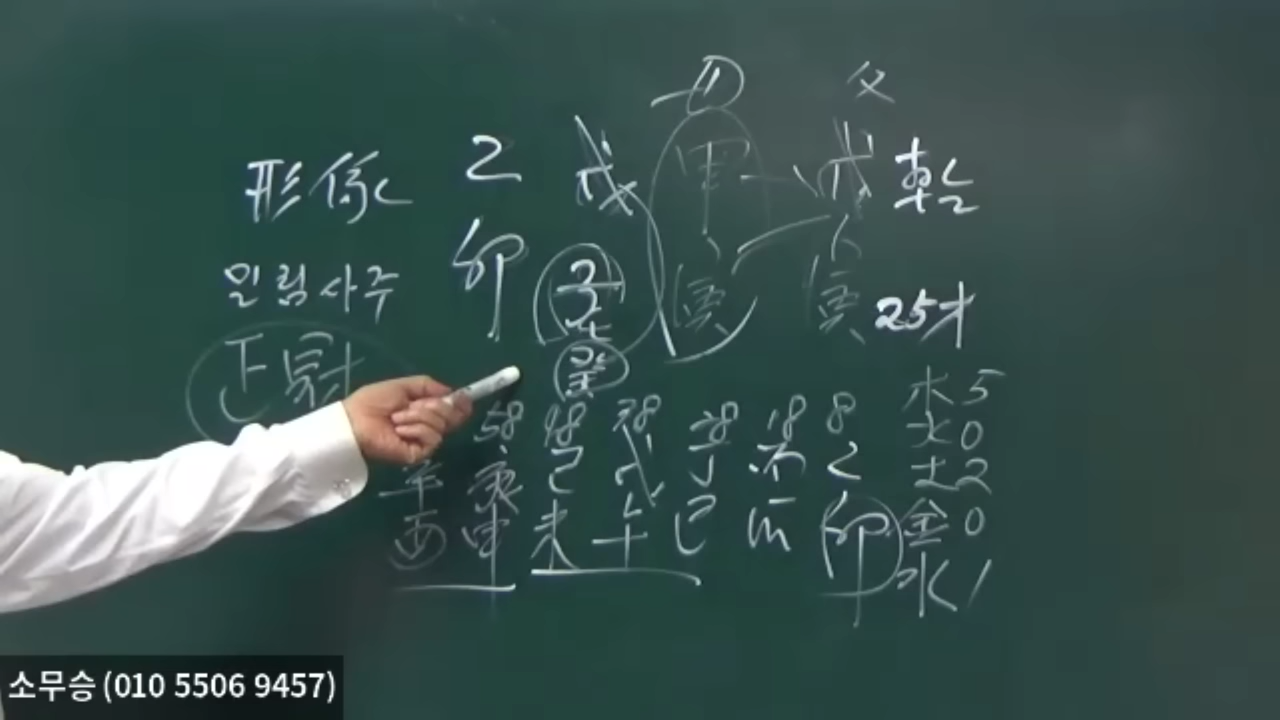 父
形像 乙 戊 甲 戊 乾
일림사주 卯 子 寅 寅 25才
正財
58 48 38 28 18 8 木5
辛 庚 己 戊 丁 丙 乙 火0
酉 申 未 午 巳 辰 卯 土2
金0
水1
소무승 (010 5506 9457)